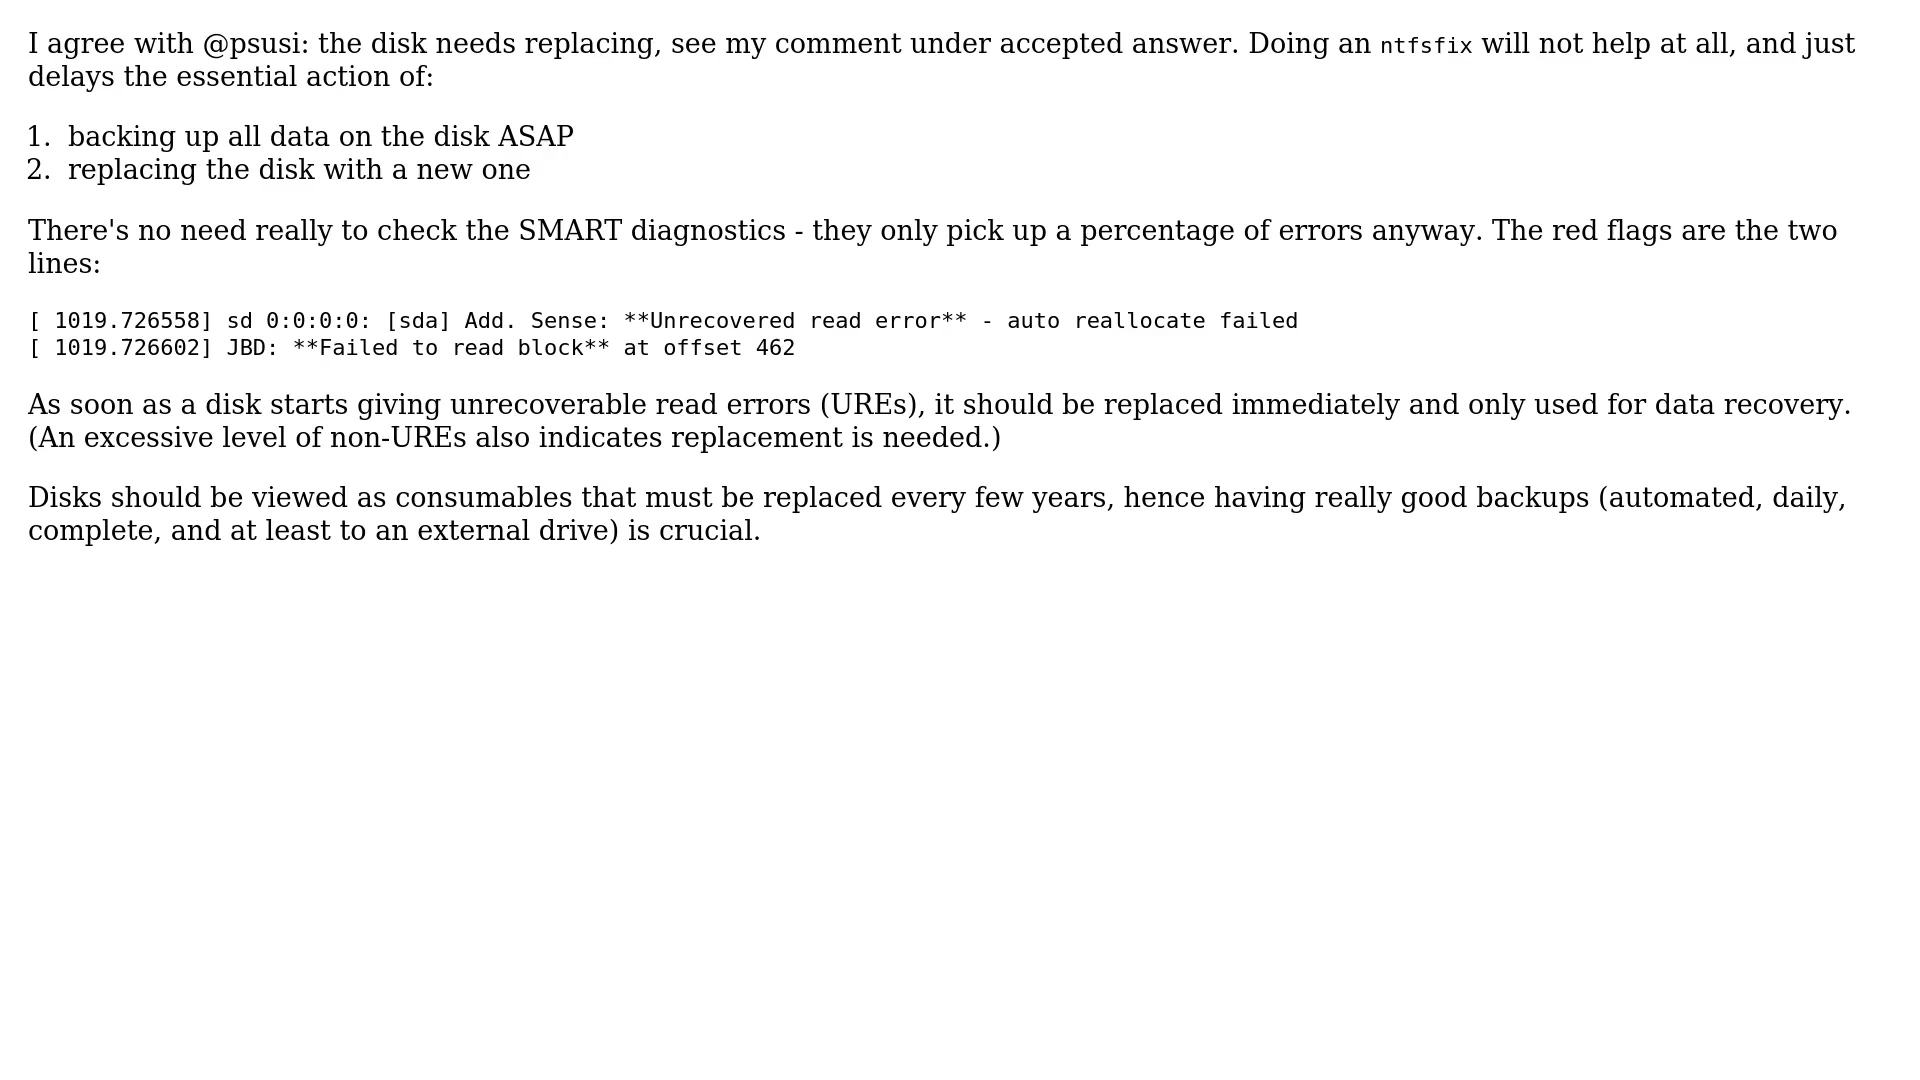 I agree with @psusi: the disk needs replacing, see my comment under accepted answer. Doing an ntfsfix will not help at all, and just
delays the essential action of:
1. backing up all data on the disk ASAP
2. replacing the disk with a new one
There's no need really to check the SMART diagnostics - they only pick up a percentage of errors anyway. The red flags are the two
lines:
[ 1019.726558] sd 0:0:0:0: [sda] Add. Sense: **Unrecovered read error** - auto reallocate failed
[ 1019.726602] JBD: **Failed to read block** at offset 462
As soon as a disk starts giving unrecoverable read errors (UREs), it should be replaced immediately and only used for data recovery.
(An excessive level of non-UREs also indicates replacement is needed.)
Disks should be viewed as consumables that must be replaced every few years, hence having really good backups (automated, daily,
complete, and at least to an external drive) is crucial.